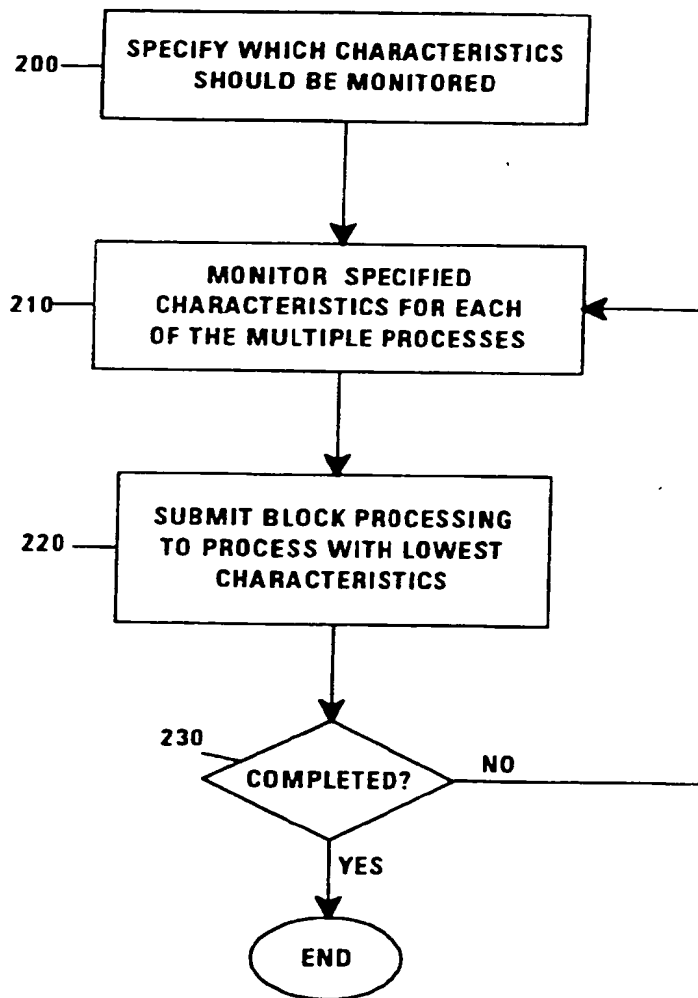 200
SPECIFY WHICH CHARACTERISTICS
SHOULD BE MONITORED
210
MONITOR SPECIFIED
CHARACTERISTICS FOR EACH
OF THE MULTIPLE PROCESSES
220
SUBMIT BLOCK PROCESSING
TO PROCESS WITH LOWEST
CHARACTERISTICS
230
COMPLETED?
NO
YES
END